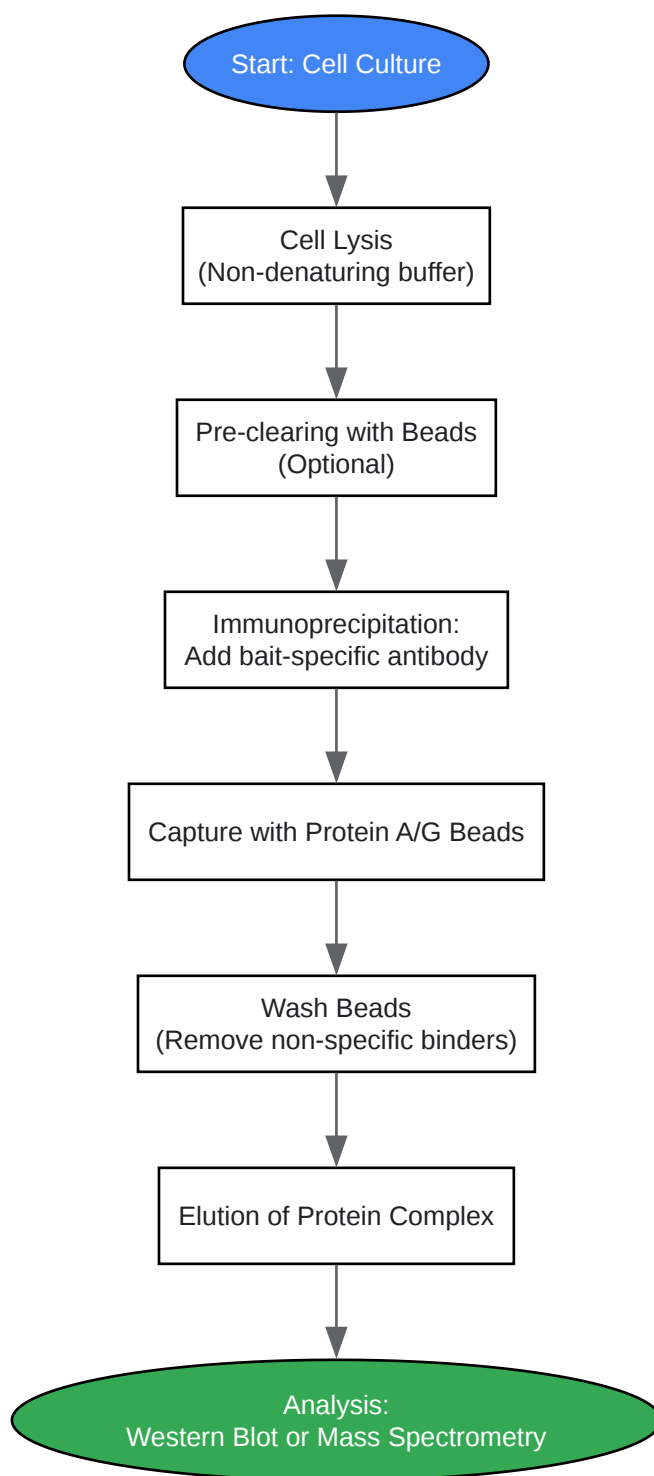 Start: Cell Culture
Cell Lysis
(Non-denaturing buffer)
Pre-clearing with Beads
(Optional)
Immunoprecipitation:
Add bait-specific antibody
Capture with Protein A/G Beads
Wash Beads
(Remove non-specific binders)
Elution of Protein Complex
Analysis:
Western Blot or Mass Spectrometry